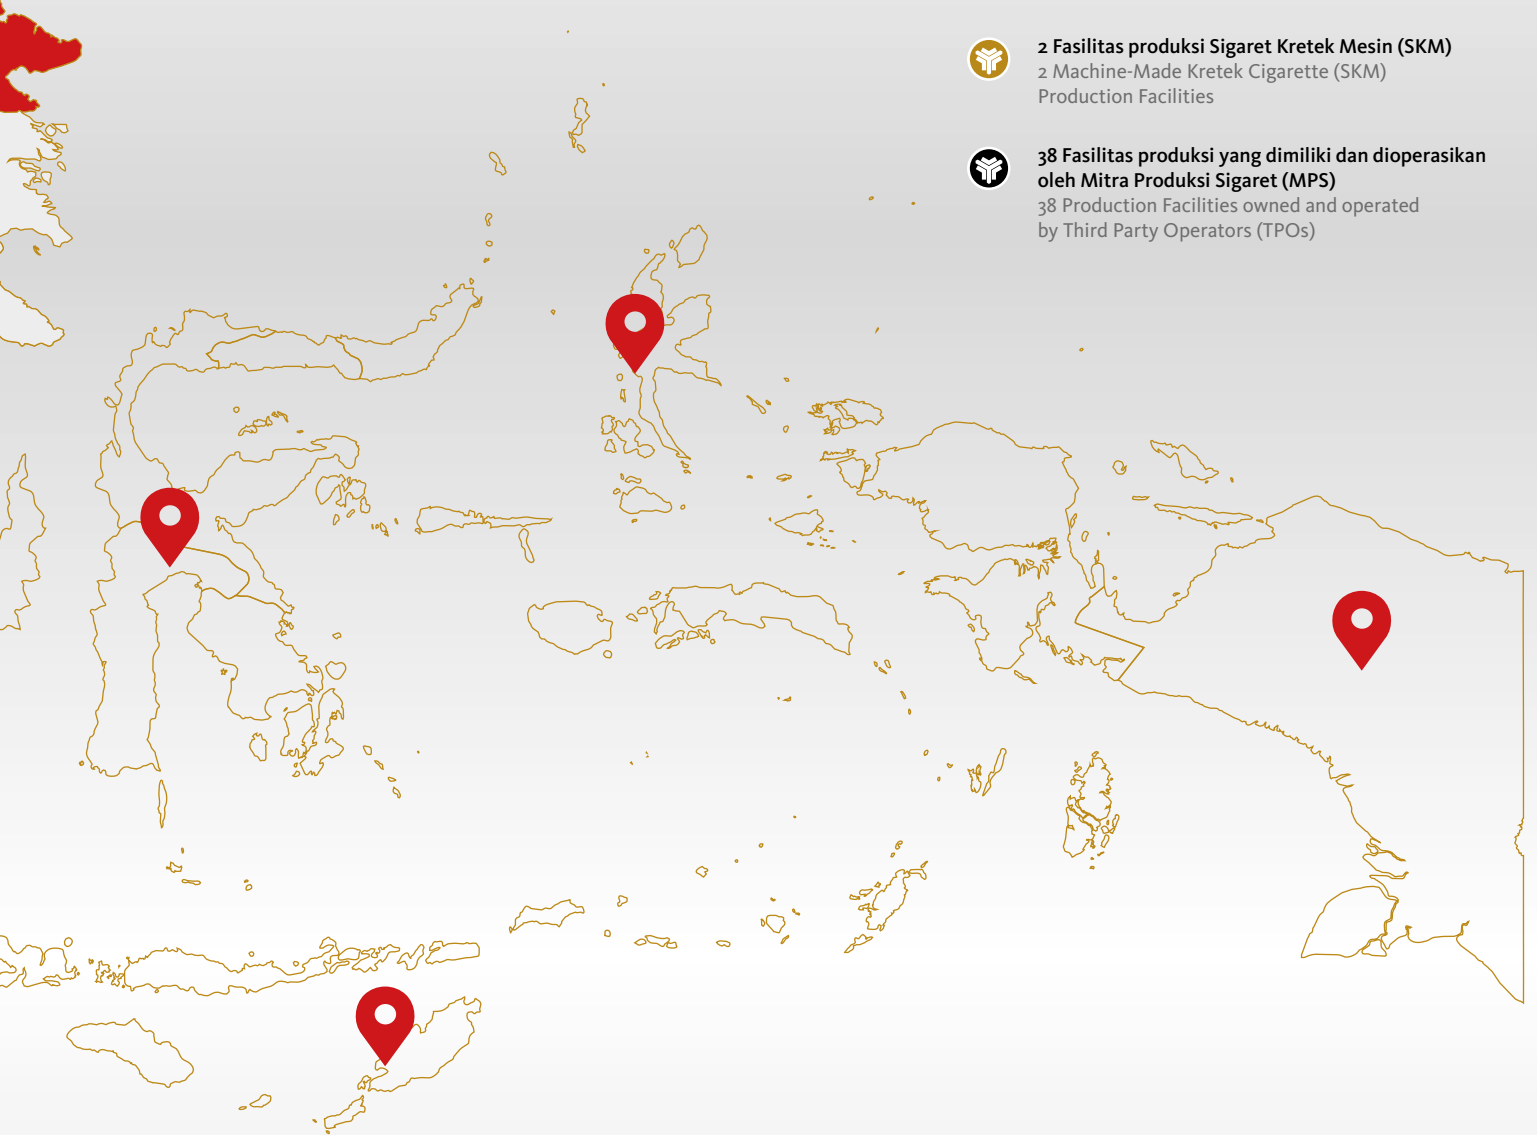 2 Fasilitas produksi Sigaret Kretek Mesin (SKM)
2 Machine-Made Kretek Cigarette (SKM)
Production Facilities
38 Fasilitas produksi yang dimiliki dan dioperasikan
oleh Mitra Produksi Sigaret (MPS)
38 Production Facilities owned and operated
by Third Party Operators (TPOs)